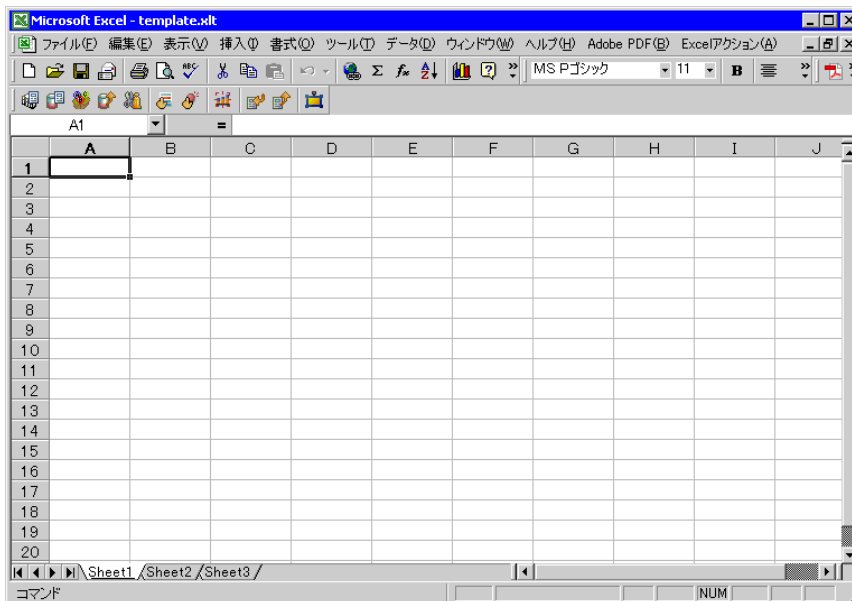 Microsoft Excel - template.xlt
ファイル(F) 編集(E) 表示(V) 挿入(I) 書式(O) ツール(T) データ(D) ウィンドウ(W) ヘルプ(H) Adobe PDF(B) Excelアクション(A)
ABC Σ fx MS Pゴシック 11 B
A1 =
A B C D E F G H I J
1
2
3
4
5
6
7
8
9
10
11
12
13
14
15
16
17
18
19
20
Sheet1 Sheet2 Sheet3
コマンド NUM